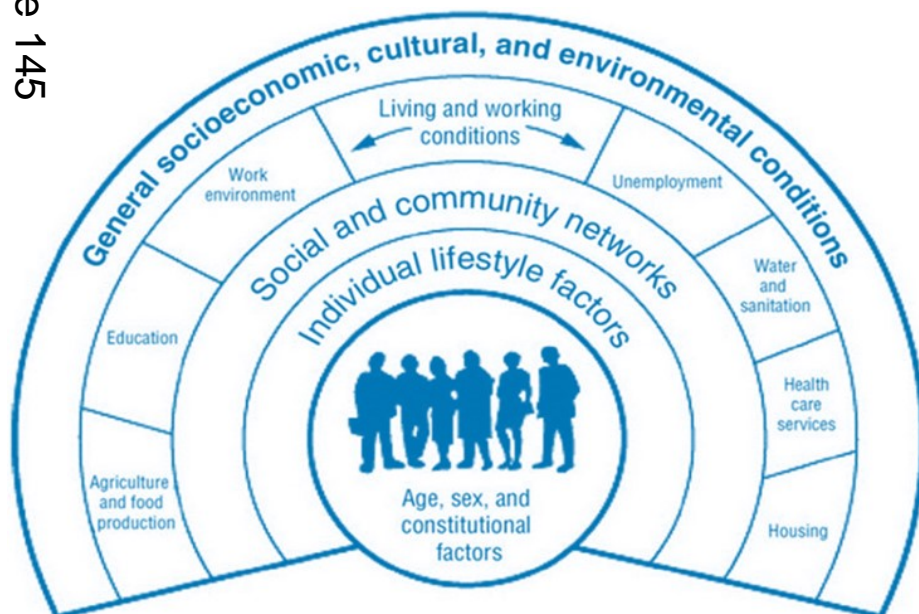 e 145
General socioeconomic, cultural, and environmental conditions
Living and working
conditions
Work
environment
Unemployment
Social and community networks
Individual lifestyle factors
Education
Water
and
sanitation
Health
care
services
Agriculture
and food
production
Housing
Age, sex, and
constitutional
factors